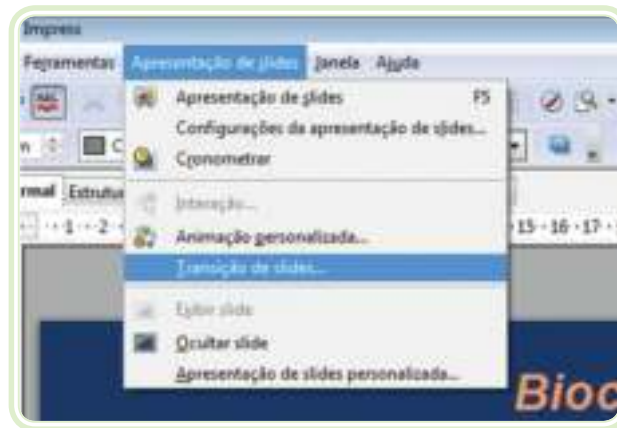 Impress
Ferramentas Apresentação de slides Janela Ajuda
Apresentação de slides F5
Configurações da apresentação de slides...
Cronometrar
Interação...
Animação personalizada...
Transição de slides...
Exibir slide
Ocultar slide
Apresentação de slides personalizada...
rmal Estrutu
1 2 15 16 17
Bioc